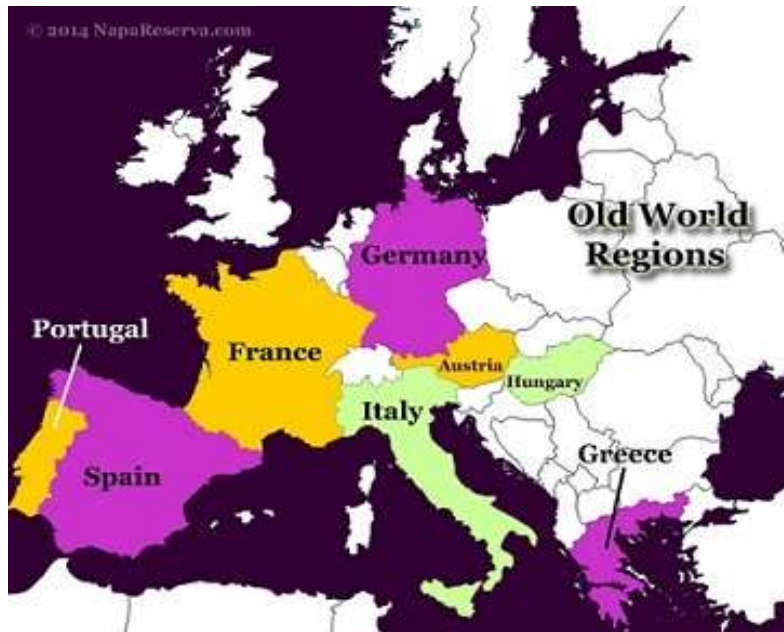 © 2014 NapaReserva.com
Old World
Regions
Germany
Portugal
France
Austria
Hungary
Italy
Greece
Spain